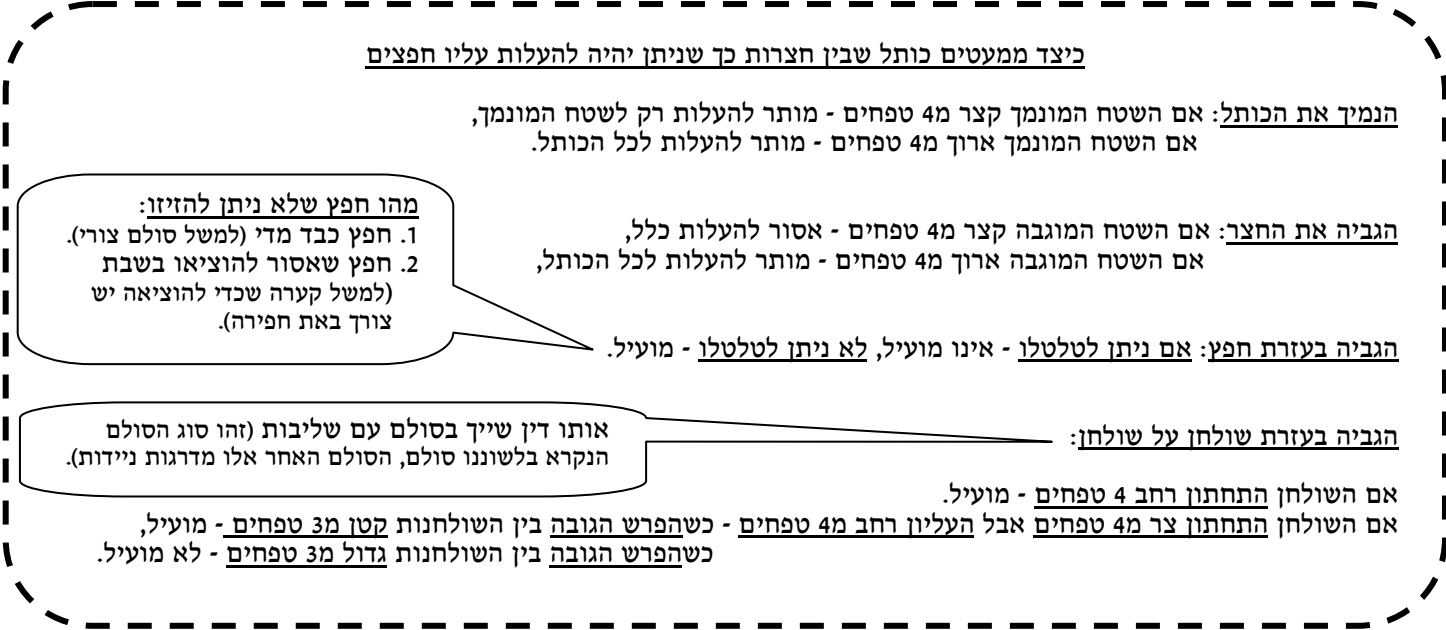 כיצד ממעטים כותל שבין חצרות כך שניתן יהיה להעלות עליו חפצים
הנמיך את הכותל: אם השטח המונמך קצר מ4 טפחים - מותר להעלות רק לשטח המונמך,
אם השטח המונמך ארוך מ4 טפחים - מותר להעלות לכל הכותל.
הגביה את החצר: אם השטח המוגבה קצר מ4 טפחים - אסור להעלות כלל,
אם השטח המוגבה ארוך מ4 טפחים - מותר להעלות לכל הכותל,
מהו חפץ שלא ניתן להזיזו:
1. חפץ כבד מדי (למשל סולם צורי).
2. חפץ שאסור להוציאו בשבת
(למשל קערה שכדי להוציאה יש
צורך באת חפירה).
הגביה בעזרת חפץ: אם ניתן לטלטלו - אינו מועיל, לא ניתן לטלטלו - מועיל.
הגביה בעזרת שולחן על שולחן:
אותו דין שייך בסולם עם שליבות (זהו סוג הסולם
הנקרא בלשוננו סולם, הסולם האחר אלו מדרגות ניידות).
אם השולחן התחתון רחב 4 טפחים - מועיל.
אם השולחן התחתון צר מ4 טפחים אבל העליון רחב מ4 טפחים - כשהפרש הגובה בין השולחנות קטן מ3 טפחים - מועיל,
כשהפרש הגובה בין השולחנות גדול מ3 טפחים - לא מועיל.